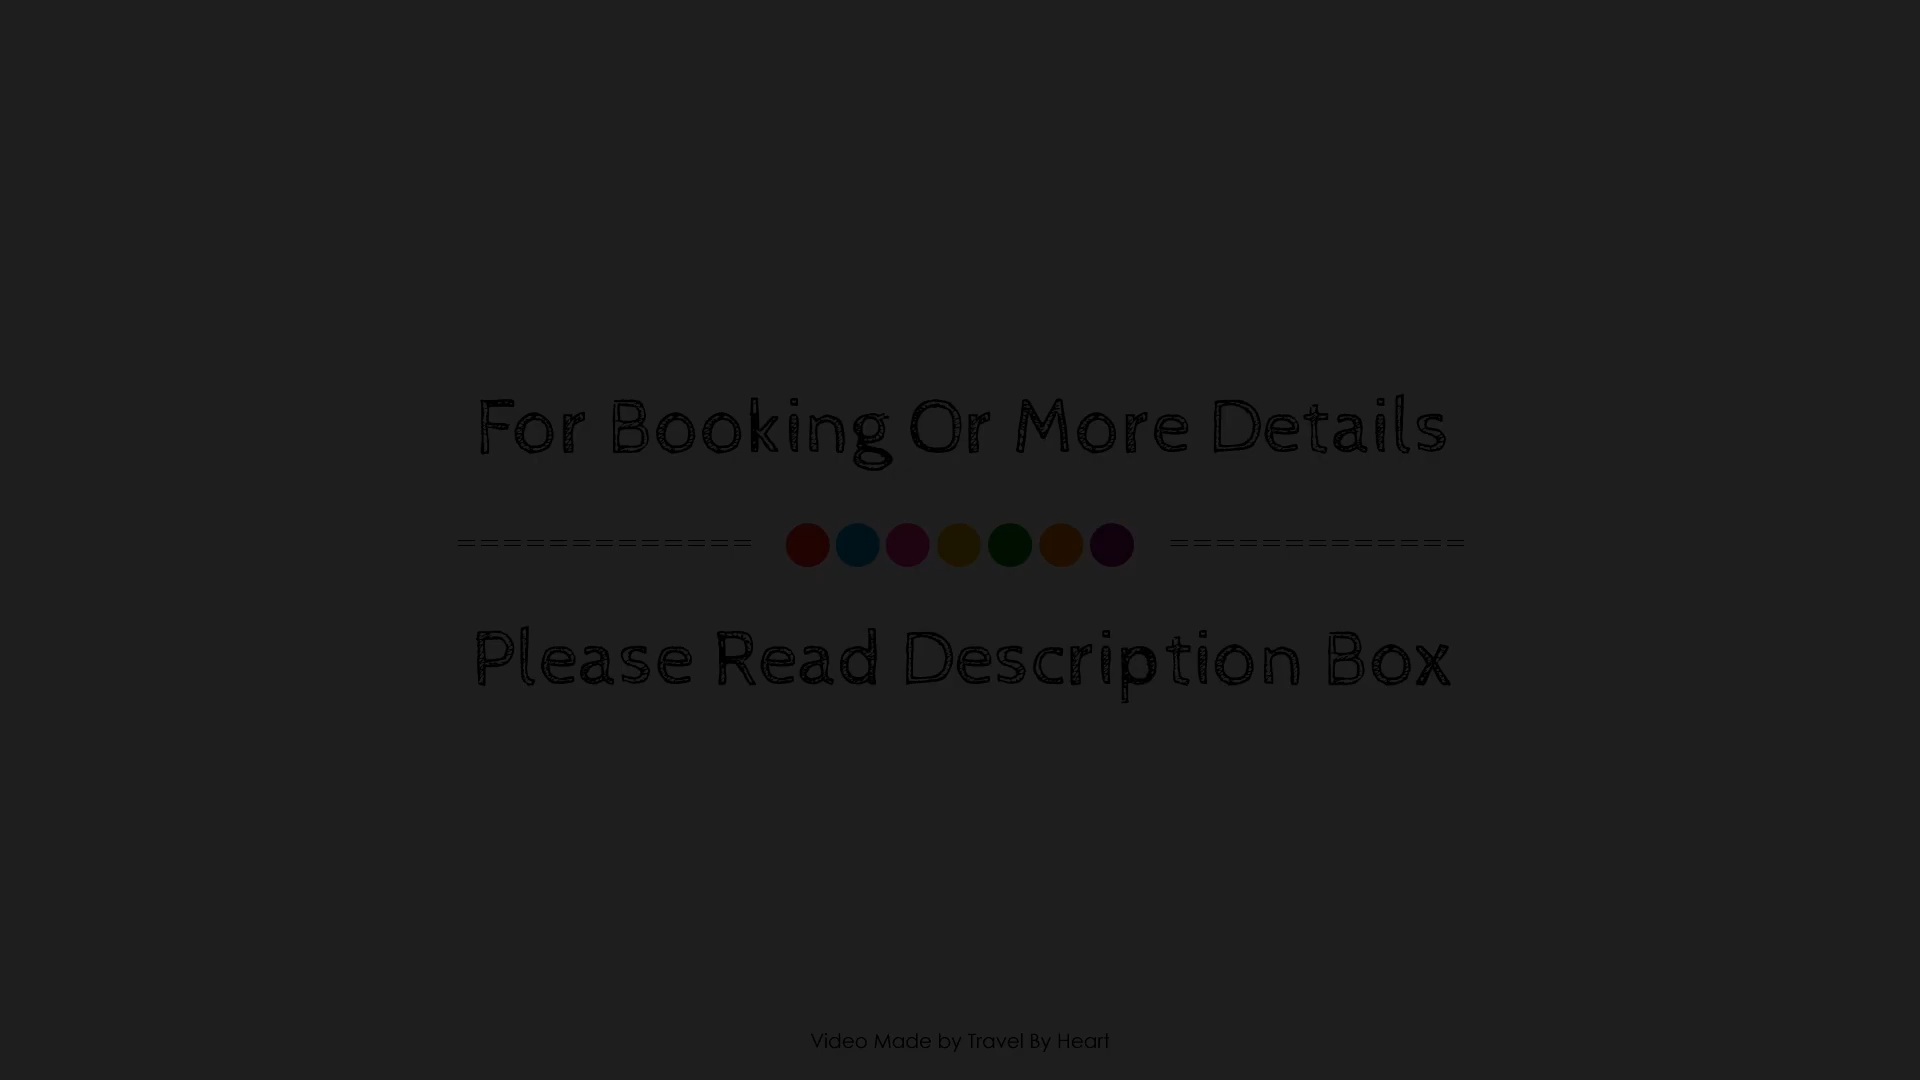 For Booking Or More Details
============= =============
Please Read Description Box
Video Made by Travel By Heart